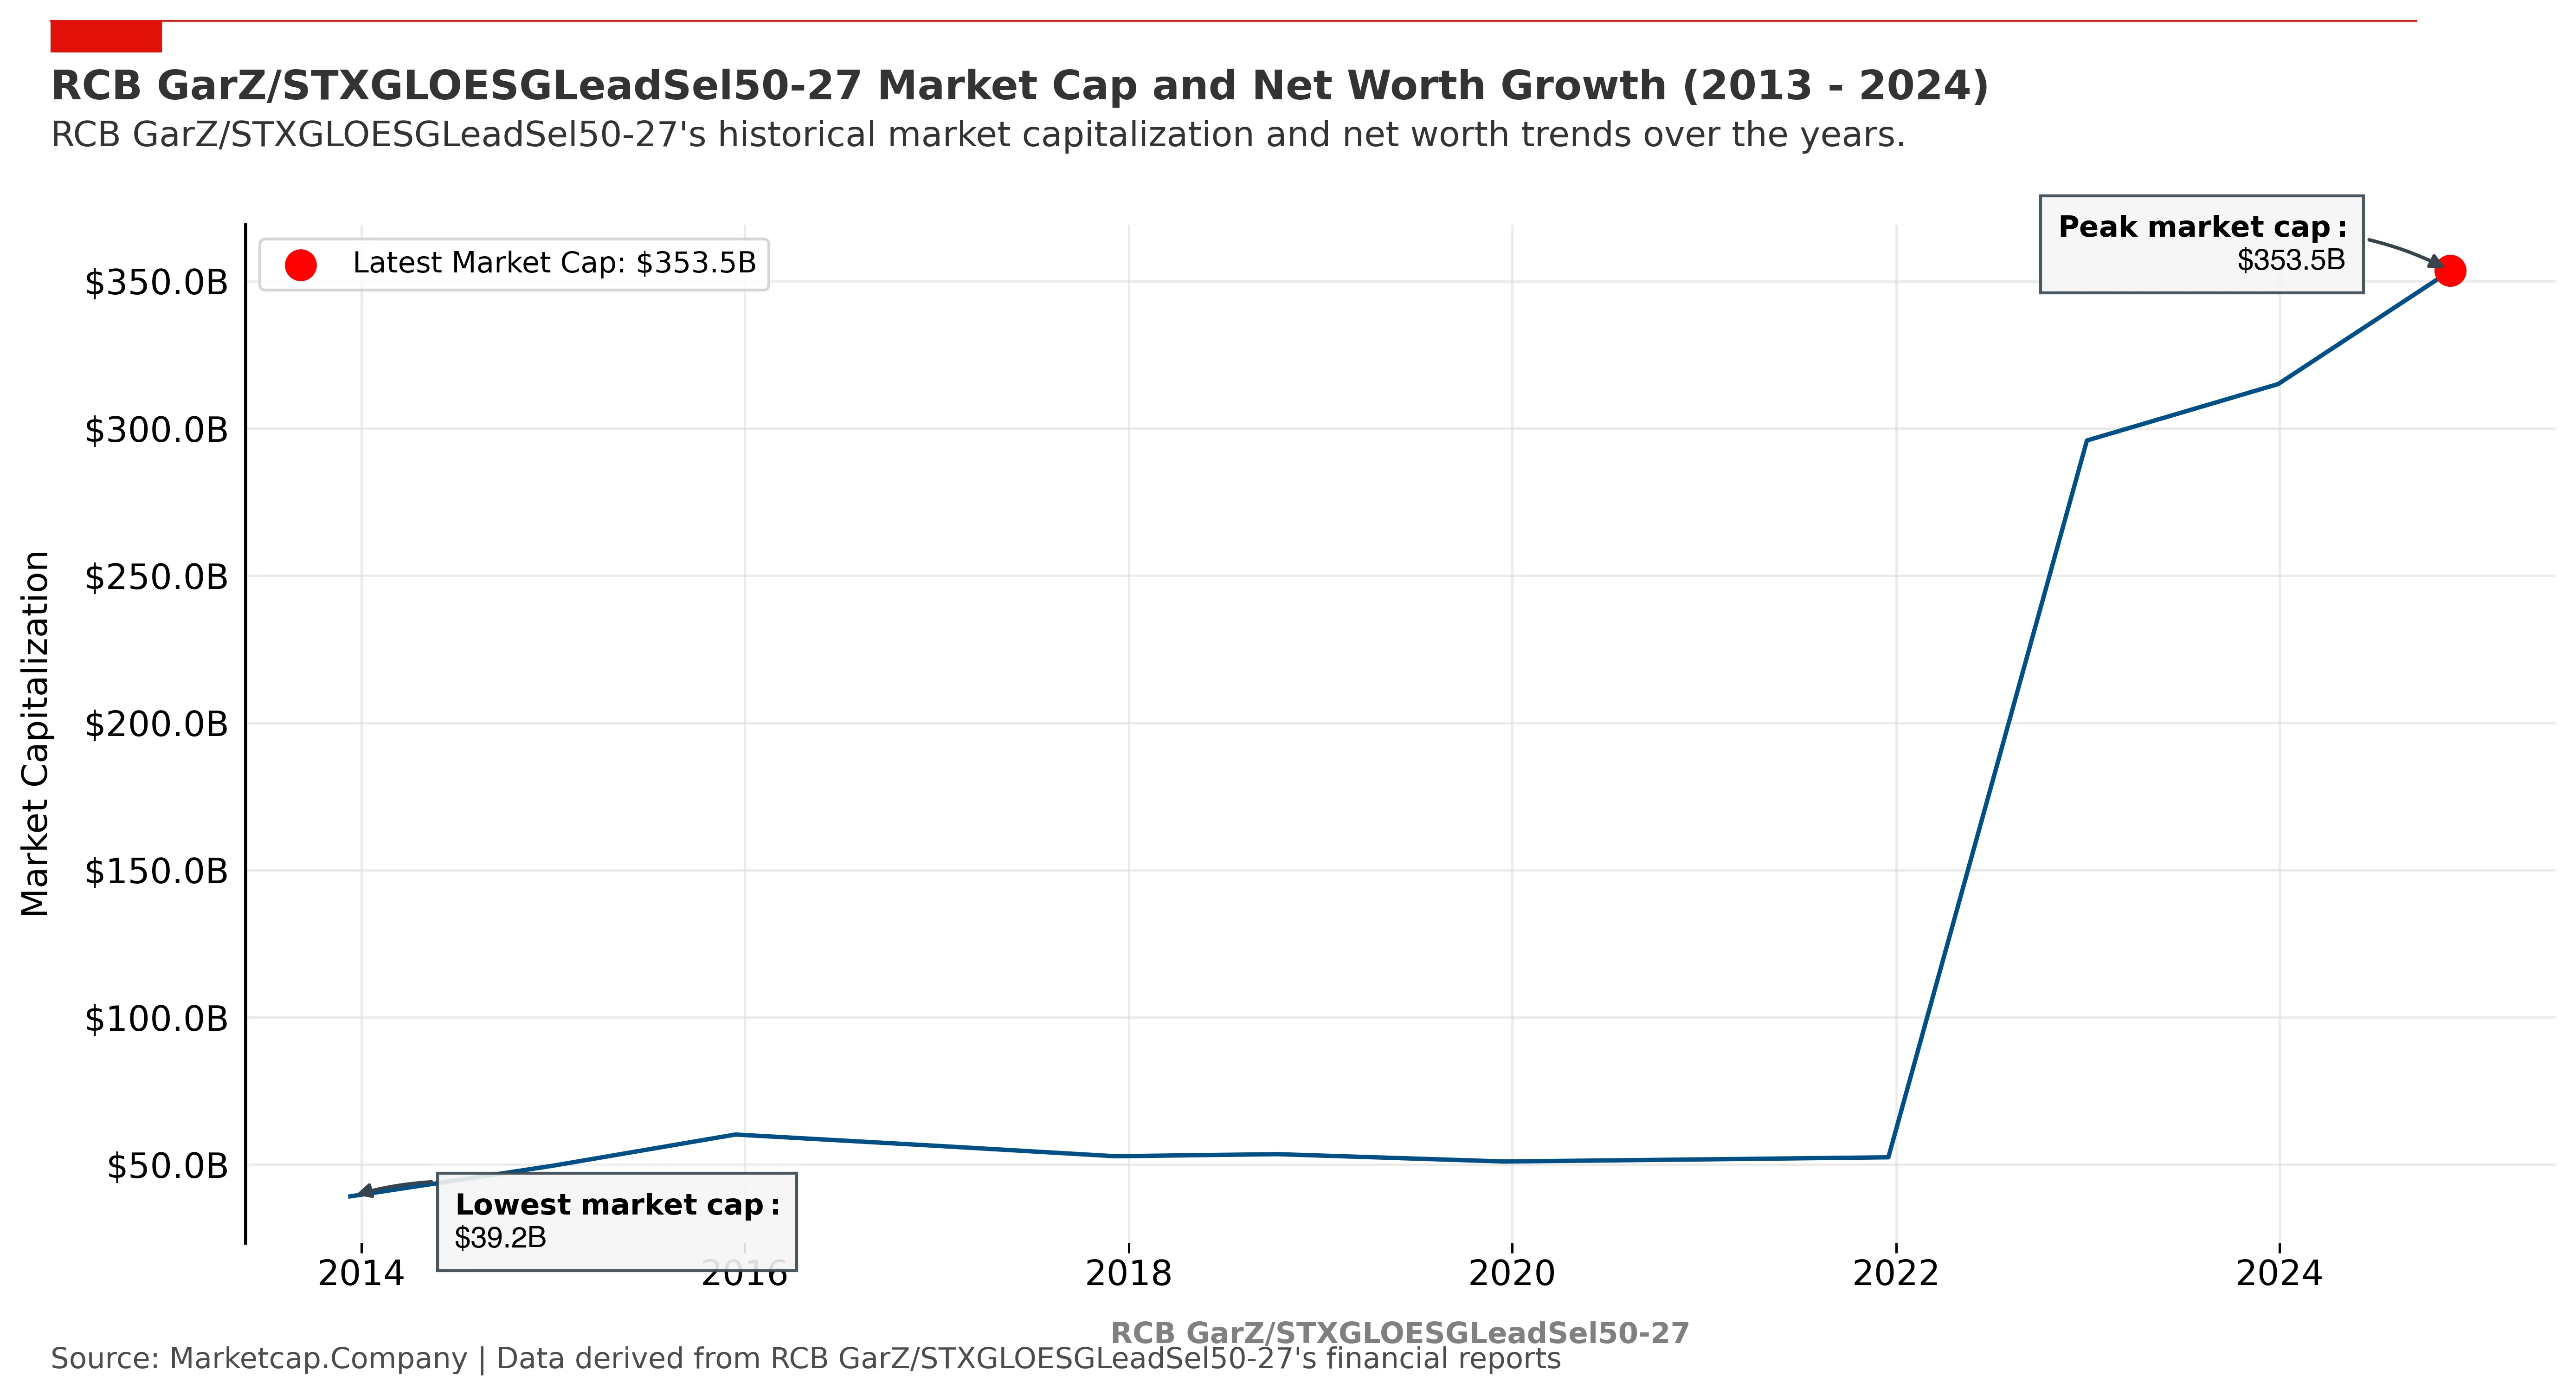 RCB GarZ/STXGLOESGLeadSel50-27 Market Cap and Net Worth Growth (2013 - 2024)
RCB GarZ/STXGLOESGLeadSel50-27's historical market capitalization and net worth trends over the years.
Peak market cap:
$353.5B
Latest Market Cap: $353.5B
Market Capitalization
$350.0B
$300.0B
$250.0B
$200.0B
$150.0B
$100.0B
$50.0B
Lowest market cap:
$39.2B
2014 2016 2018 2020 2022 2024
RCB GarZ/STXGLOESGLeadSel50-27
Source: Marketcap.Company | Data derived from RCB GarZ/STXGLOESGLeadSel50-27's financial reports